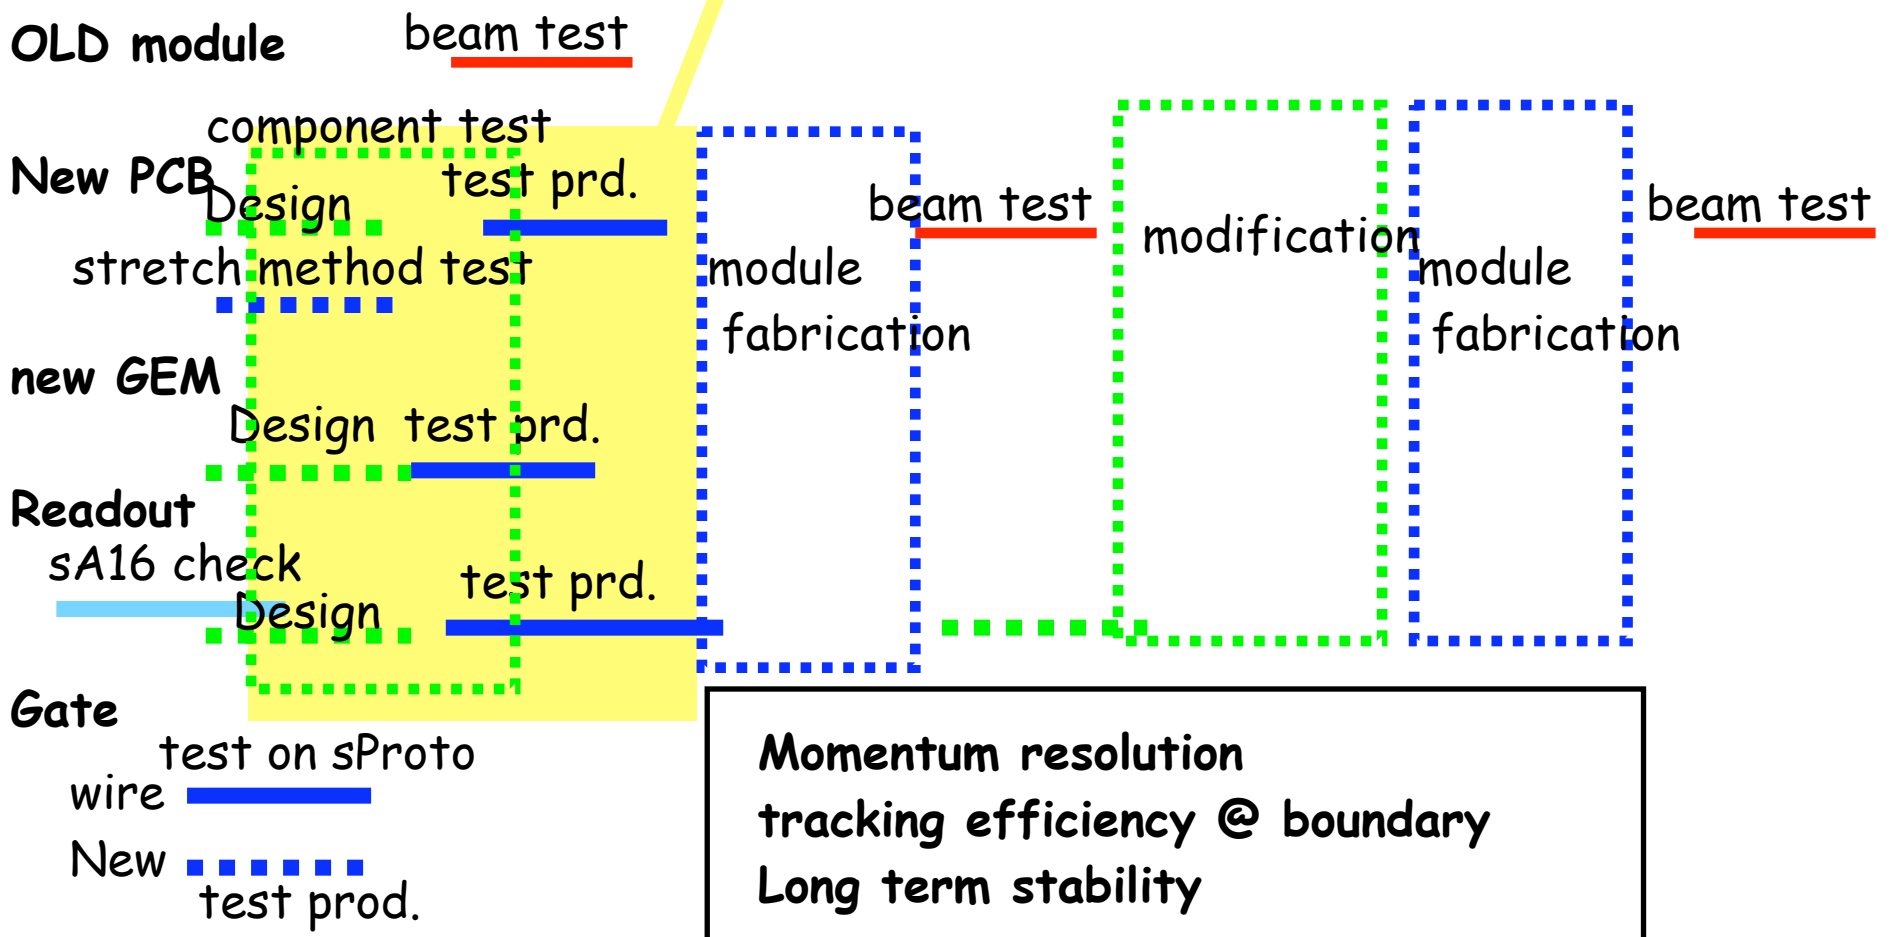 OLD module
beam test
component test
New PCB
test prd.
Design
beam test
beam test
modification
stretch method test
module
fabrication
module
fabrication
new GEM
Design
test prd.
Readout
sA16 check
test prd.
Design
Gate
test on sProto
wire
New
test prod.
Momentum resolution
tracking efficiency @ boundary
Long term stability